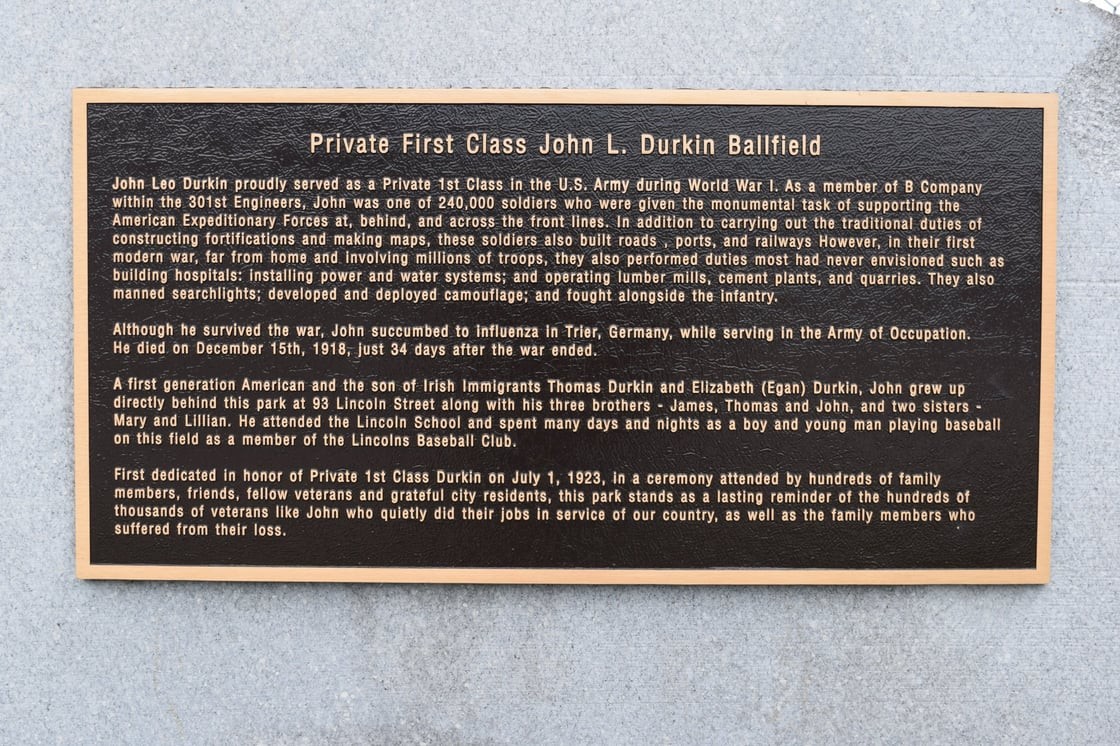 Private First Class John L. Durkin Ballfield
John Leo Durkin proudly served as a Private 1st Class in the U.S. Army during World War I. As a member of B Company
within the 301st Engineers, John was one of 240,000 soldiers who were given the monumental task of supporting the
American Expeditionary Forces at, behind, and across the front lines. In addition to carrying out the traditional duties of
constructing fortifications and making maps, these soldiers also built roads , ports, and railways However, in their first
modern war, far from home and involving millions of troops, they also performed duties most had never envisioned such as
building hospitals: installing power and water systems; and operating lumber mills, cement plants, and quarries. They also
manned searchlights; developed and deployed camouflage; and fought alongside the infantry.
Although he survived the war, John succumbed to influenza in Trier, Germany, while serving in the Army of Occupation.
He died on December 15th, 1918, just 34 days after the war ended.
A first generation American and the son of Irish Immigrants Thomas Durkin and Elizabeth (Egan) Durkin, John grew up
directly behind this park at 93 Lincoln Street along with his three brothers - James, Thomas and John, and two sisters -
Mary and Lillian. He attended the Lincoln School and spent many days and nights as a boy and young man playing baseball
on this field as a member of the Lincolns Baseball Club.
First dedicated in honor of Private 1st Class Durkin on July 1, 1923, in a ceremony attended by hundreds of family
members, friends, fellow veterans and grateful city residents, this park stands as a lasting reminder of the hundreds of
thousands of veterans like John who quietly did their jobs in service of our country, as well as the family members who
suffered from their loss.